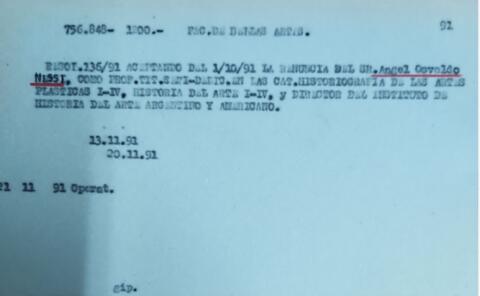 756.848- 1200.- FAC.DE BELLAS ARTES. 91
RESOL.136/91 ACEPTANDO DEL 1/10/91 LA RENUNCIA DEL SR.Angel Osvaldo
NESSI, COMO PROF.TIT.SEMI-DEDIC.EN LAS CAT.HISTORIOGRAFIA DE LAS ARTES
PLASTICAS I-IV, HISTORIA DEL ARTE I-IV, y DIRECTOR DEL INSTITUTO DE
HISTORIA DEL ARTE ARGENTINO Y AMERICANO.
13.11.91
20.11.91
21 11 91 Operat.
gip.